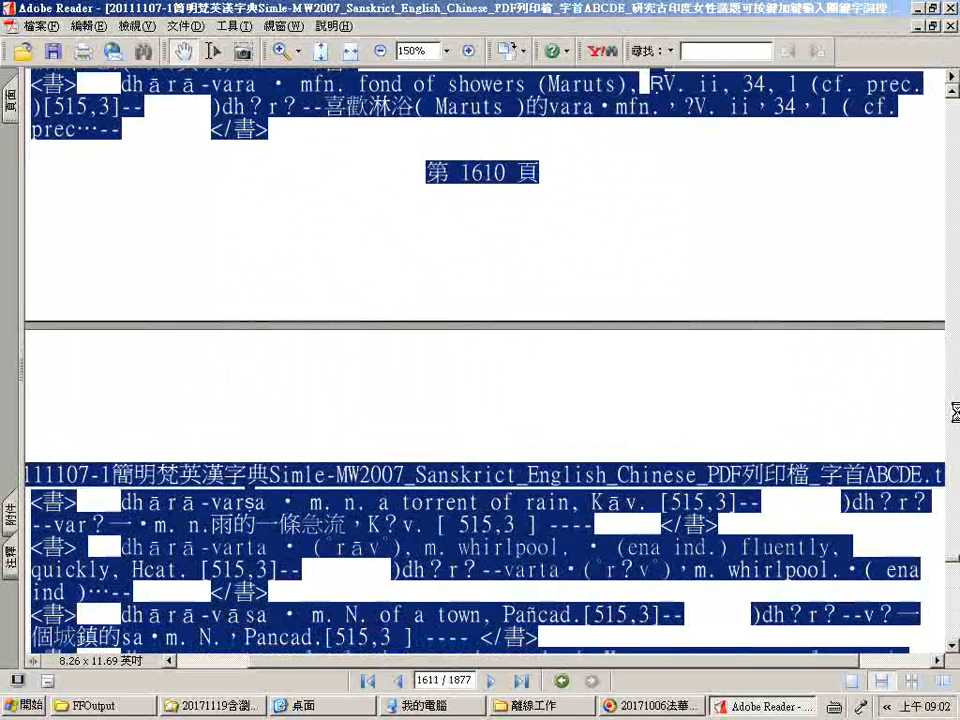 Adobe Reader - [20111107-1簡明梵英漢字典Simle-MW2007_Sanskrict_English_Chinese_PDF列印檔_字首ABCDE_研究古印度女性議題可按鍵加鍵輸入關鍵字詞搜
檔案(F) 編輯(E) 檢視(V) 文件(D) 工具(T) 視窗(W) 說明(H)
150% 尋找：
頁面
<書> dhārā-vara · mfn. fond of showers (Maruts), RV. ii, 34, 1 (cf. prec.
)[515,3]-- )dh？r？--喜歡淋浴( Maruts )的vara·mfn.，?V. ii，34，1 ( cf.
prec…-- </書>
第 1610 頁
111107-1簡明梵英漢字典Simle-MW2007_Sanskrict_English_Chinese_PDF列印檔_字首ABCDE.t
<書> dhārā-varṣa · m. n. a torrent of rain, Kāv. [515,3]-- )dh？r？
--var？一·m. n.雨的一條急流，K？v. [ 515,3 ] ---- </書>
<書> dhārā-varta · (°rāv°), m. whirlpool. · (ena ind.) fluently,
quickly, Hcat. [515,3]-- )dh？r？--varta·(°r？v°)，m. whirlpool.·( ena
ind )…-- </書>
<書> dhārā-vāsa · m. N. of a town, Pañcad.[515,3]-- )dh？r？--v？一
個城鎮的sa·m. N.，Pancad.[515,3 ] ---- </書>
附件
注釋
8.26 x 11.69 英吋
1611 / 1877
開始 FFOutput 20171119含瀏... 桌面 我的電腦 離線工作 20171006法華... Adobe Reader - [... 上午 09:02